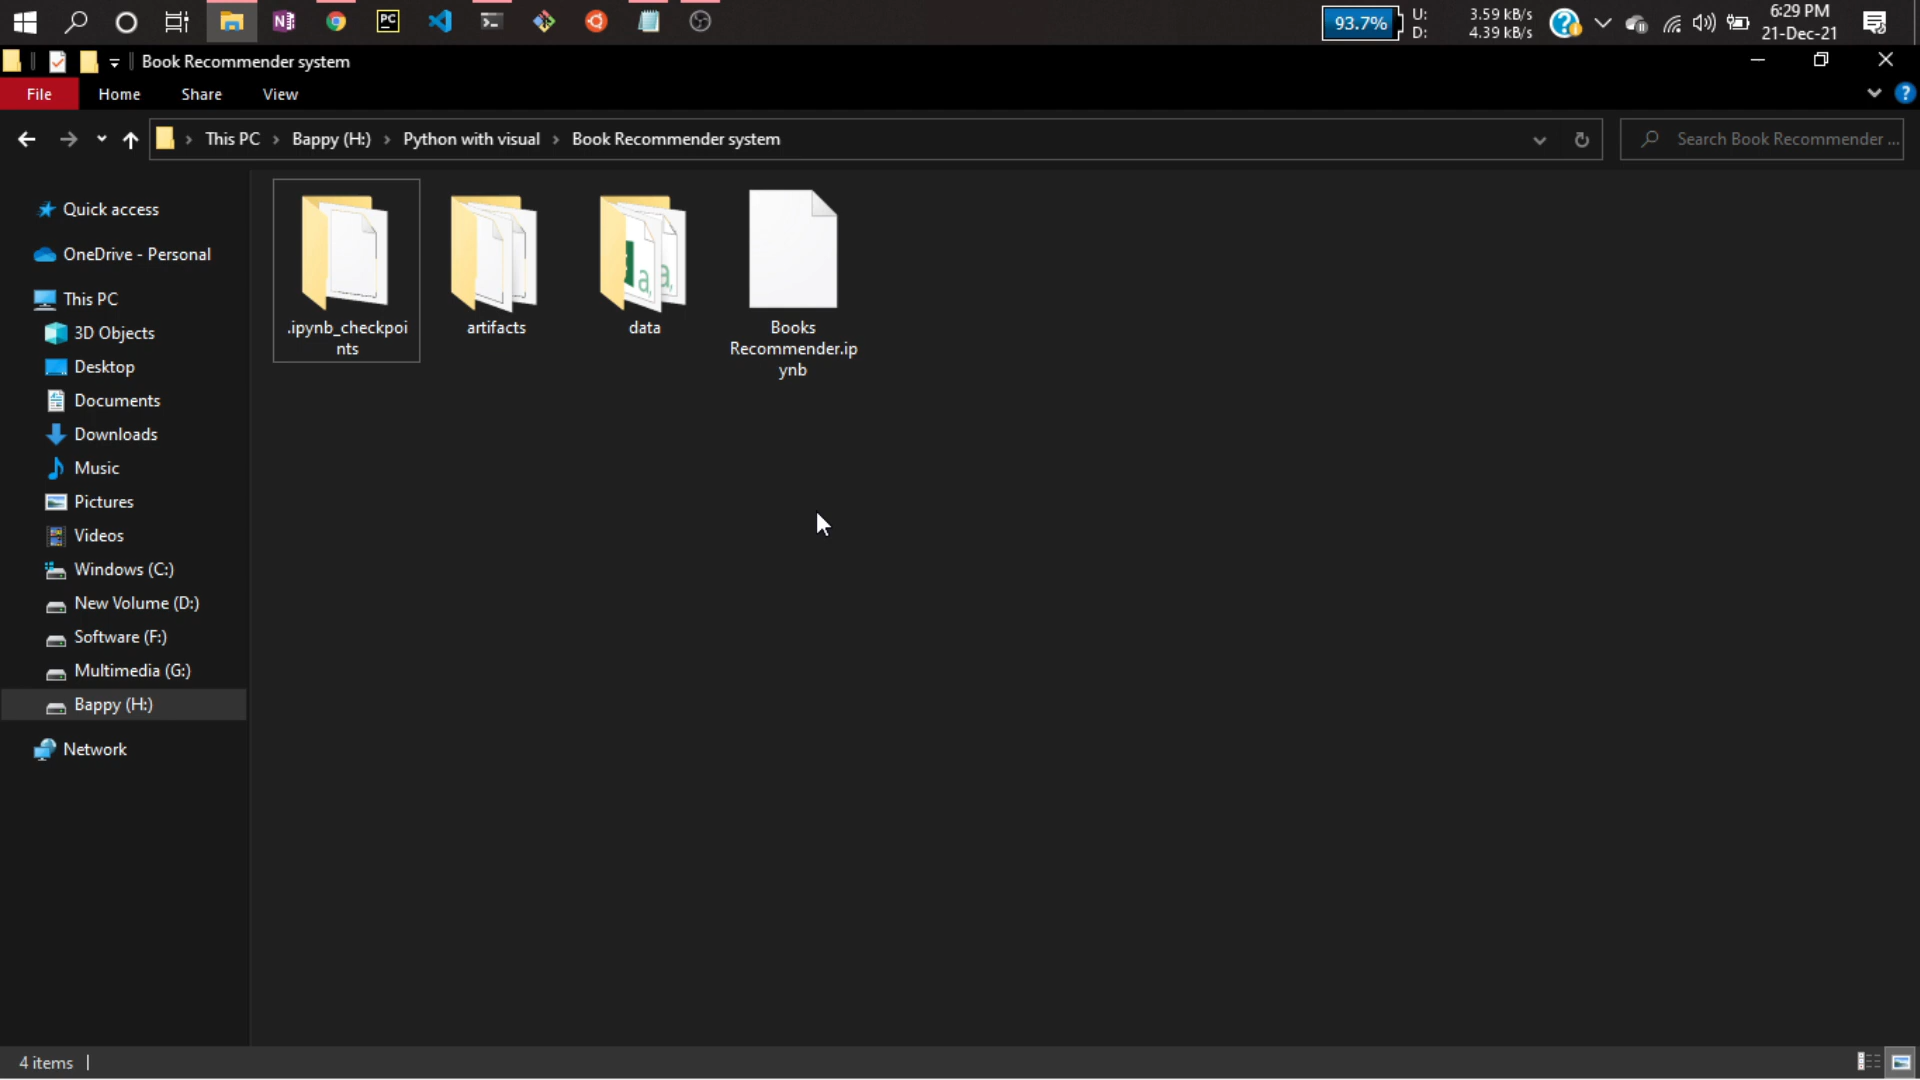 93.7%
U: 3.59 kB/s
D: 4.39 kB/s
6:29 PM
21-Dec-21
Book Recommender system
File Home Share View
This PC Bappy (H:) Python with visual Book Recommender system
Search Book Recommender ...
Quick access
OneDrive - Personal
This PC
3D Objects
Desktop
Documents
Downloads
Music
Pictures
Videos
Windows (C:)
New Volume (D:)
Software (F:)
Multimedia (G:)
Bappy (H:)
Network
.ipynb_checkpoi
nts
artifacts
data
Books
Recommender.ip
ynb
4 items